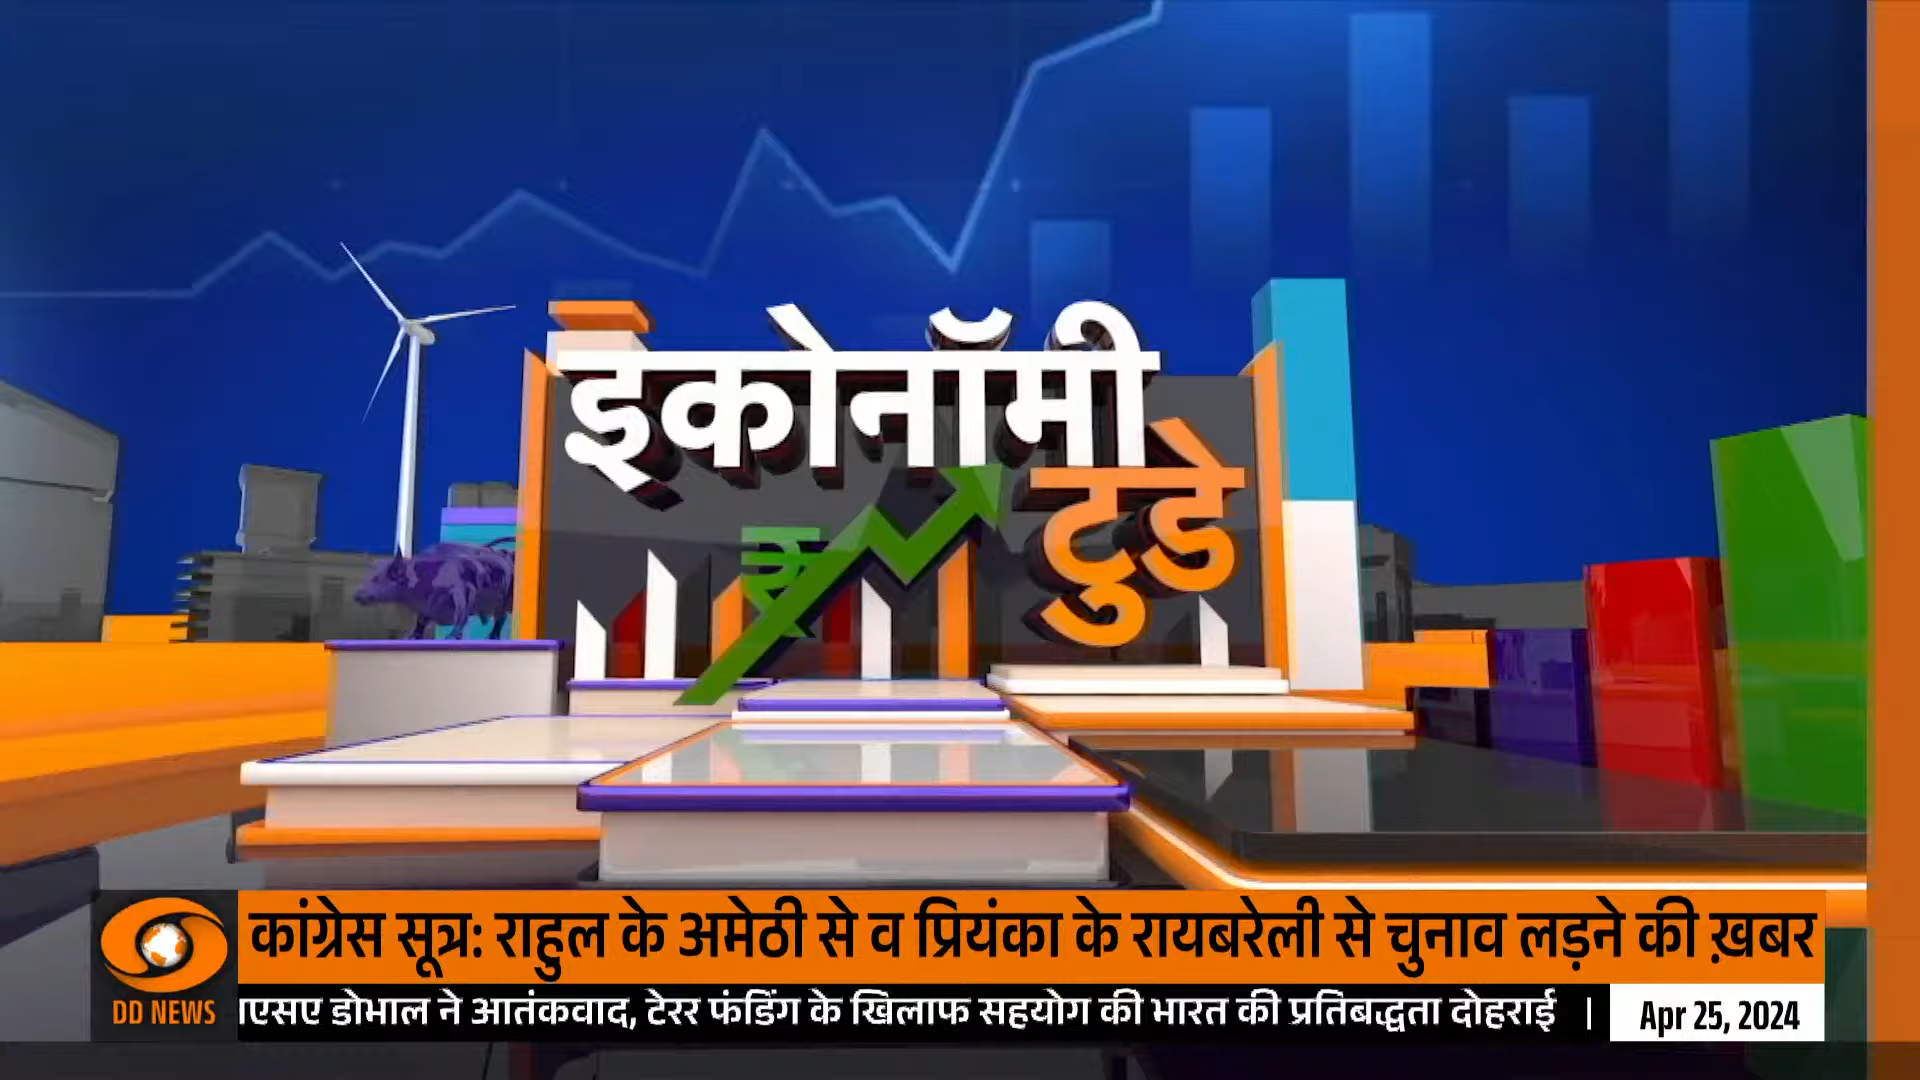 इकोनॉमी
₹
टुडे
कांग्रेस सूत्र: राहुल के अमेठी से व प्रियंका के रायबरेली से चुनाव लड़ने की ख़बर
DD NEWS
एसए डोभाल ने आतंकवाद, टेरर फंडिंग के खिलाफ सहयोग की भारत की प्रतिबद्धता दोहराई |
Apr 25, 2024